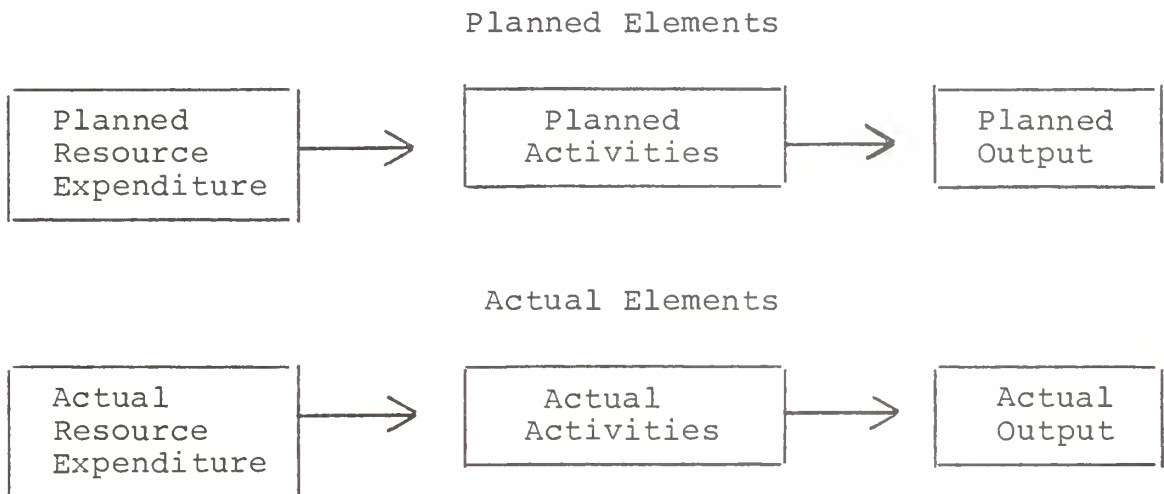 Planned Elements
Planned
Resource
Expenditure
Planned
Activities
Planned
Output
Actual Elements
Actual
Resource
Expenditure
Actual
Activities
Actual
Output